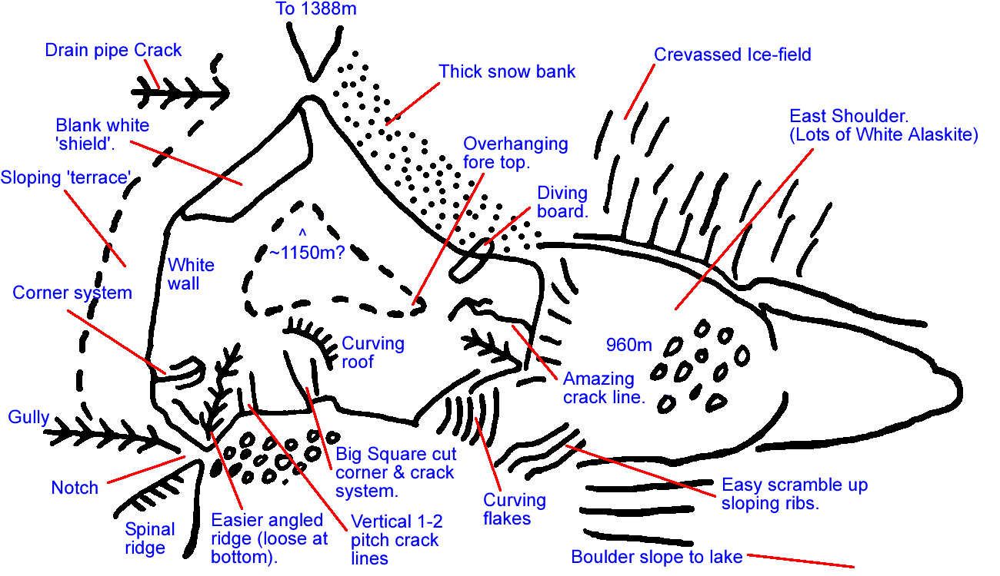 To 1388m
Drain pipe Crack
Thick snow bank
Crevassed Ice-field
East Shoulder.
(Lots of White Alaskite)
Blank white
'shield'.
Overhanging
fore top.
Sloping 'terrace'
Diving
board.
^
~1150m?
White
wall
Corner system
Curving
roof
960m
Amazing
crack line.
Gully
Notch
Big Square cut
corner & crack
system.
Easy scramble up
sloping ribs.
Curving
flakes
Spinal
ridge
Easier angled
ridge (loose at
bottom).
Vertical 1-2
pitch crack
lines
Boulder slope to lake